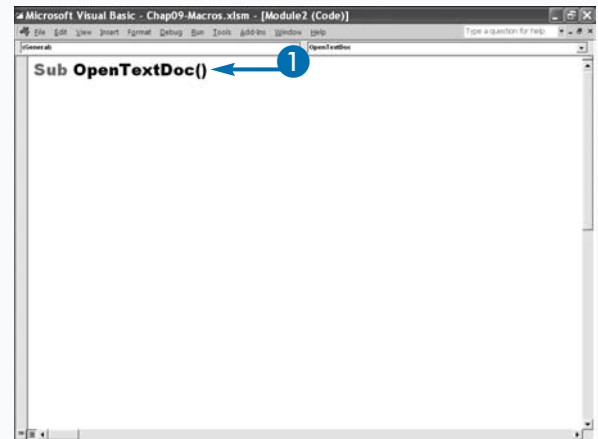 Microsoft Visual Basic - Chap09-Macros.xlsm - [Module2 (Code)]
File Edit View Insert Format Debug Run Tools Add-Ins Window Help Type a question for help
(General) OpenTextDoc
Sub OpenTextDoc()
1